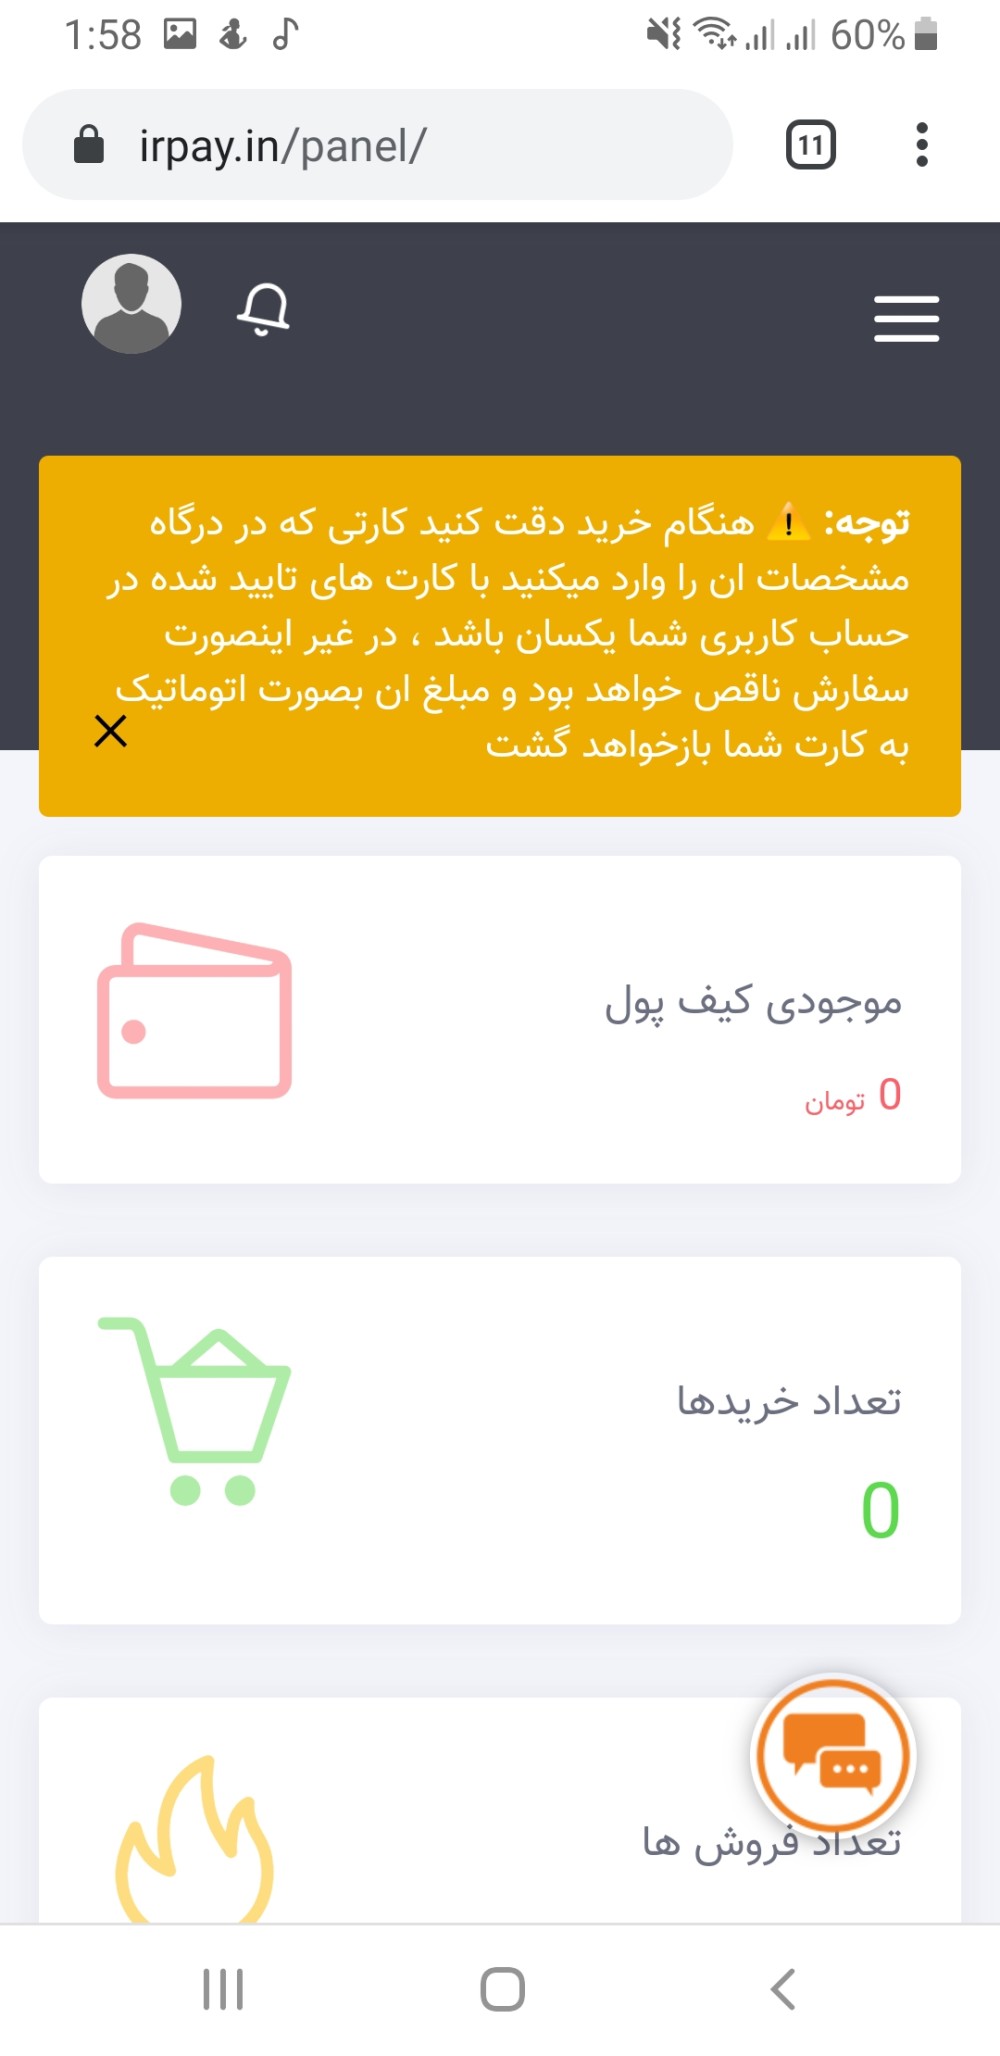 1:58
60%
irpay.in/panel/
11
توجه: ⚠️ هنگام خرید دقت کنید کارتی که در درگاه
مشخصات ان را وارد میکنید با کارت های تایید شده در
حساب کاربری شما یکسان باشد ، در غیر اینصورت
سفارش ناقص خواهد بود و مبلغ ان بصورت اتوماتیک
به کارت شما بازخواهد گشت
موجودی کیف پول
0 تومان
تعداد خریدها
0
تعداد فروش ها